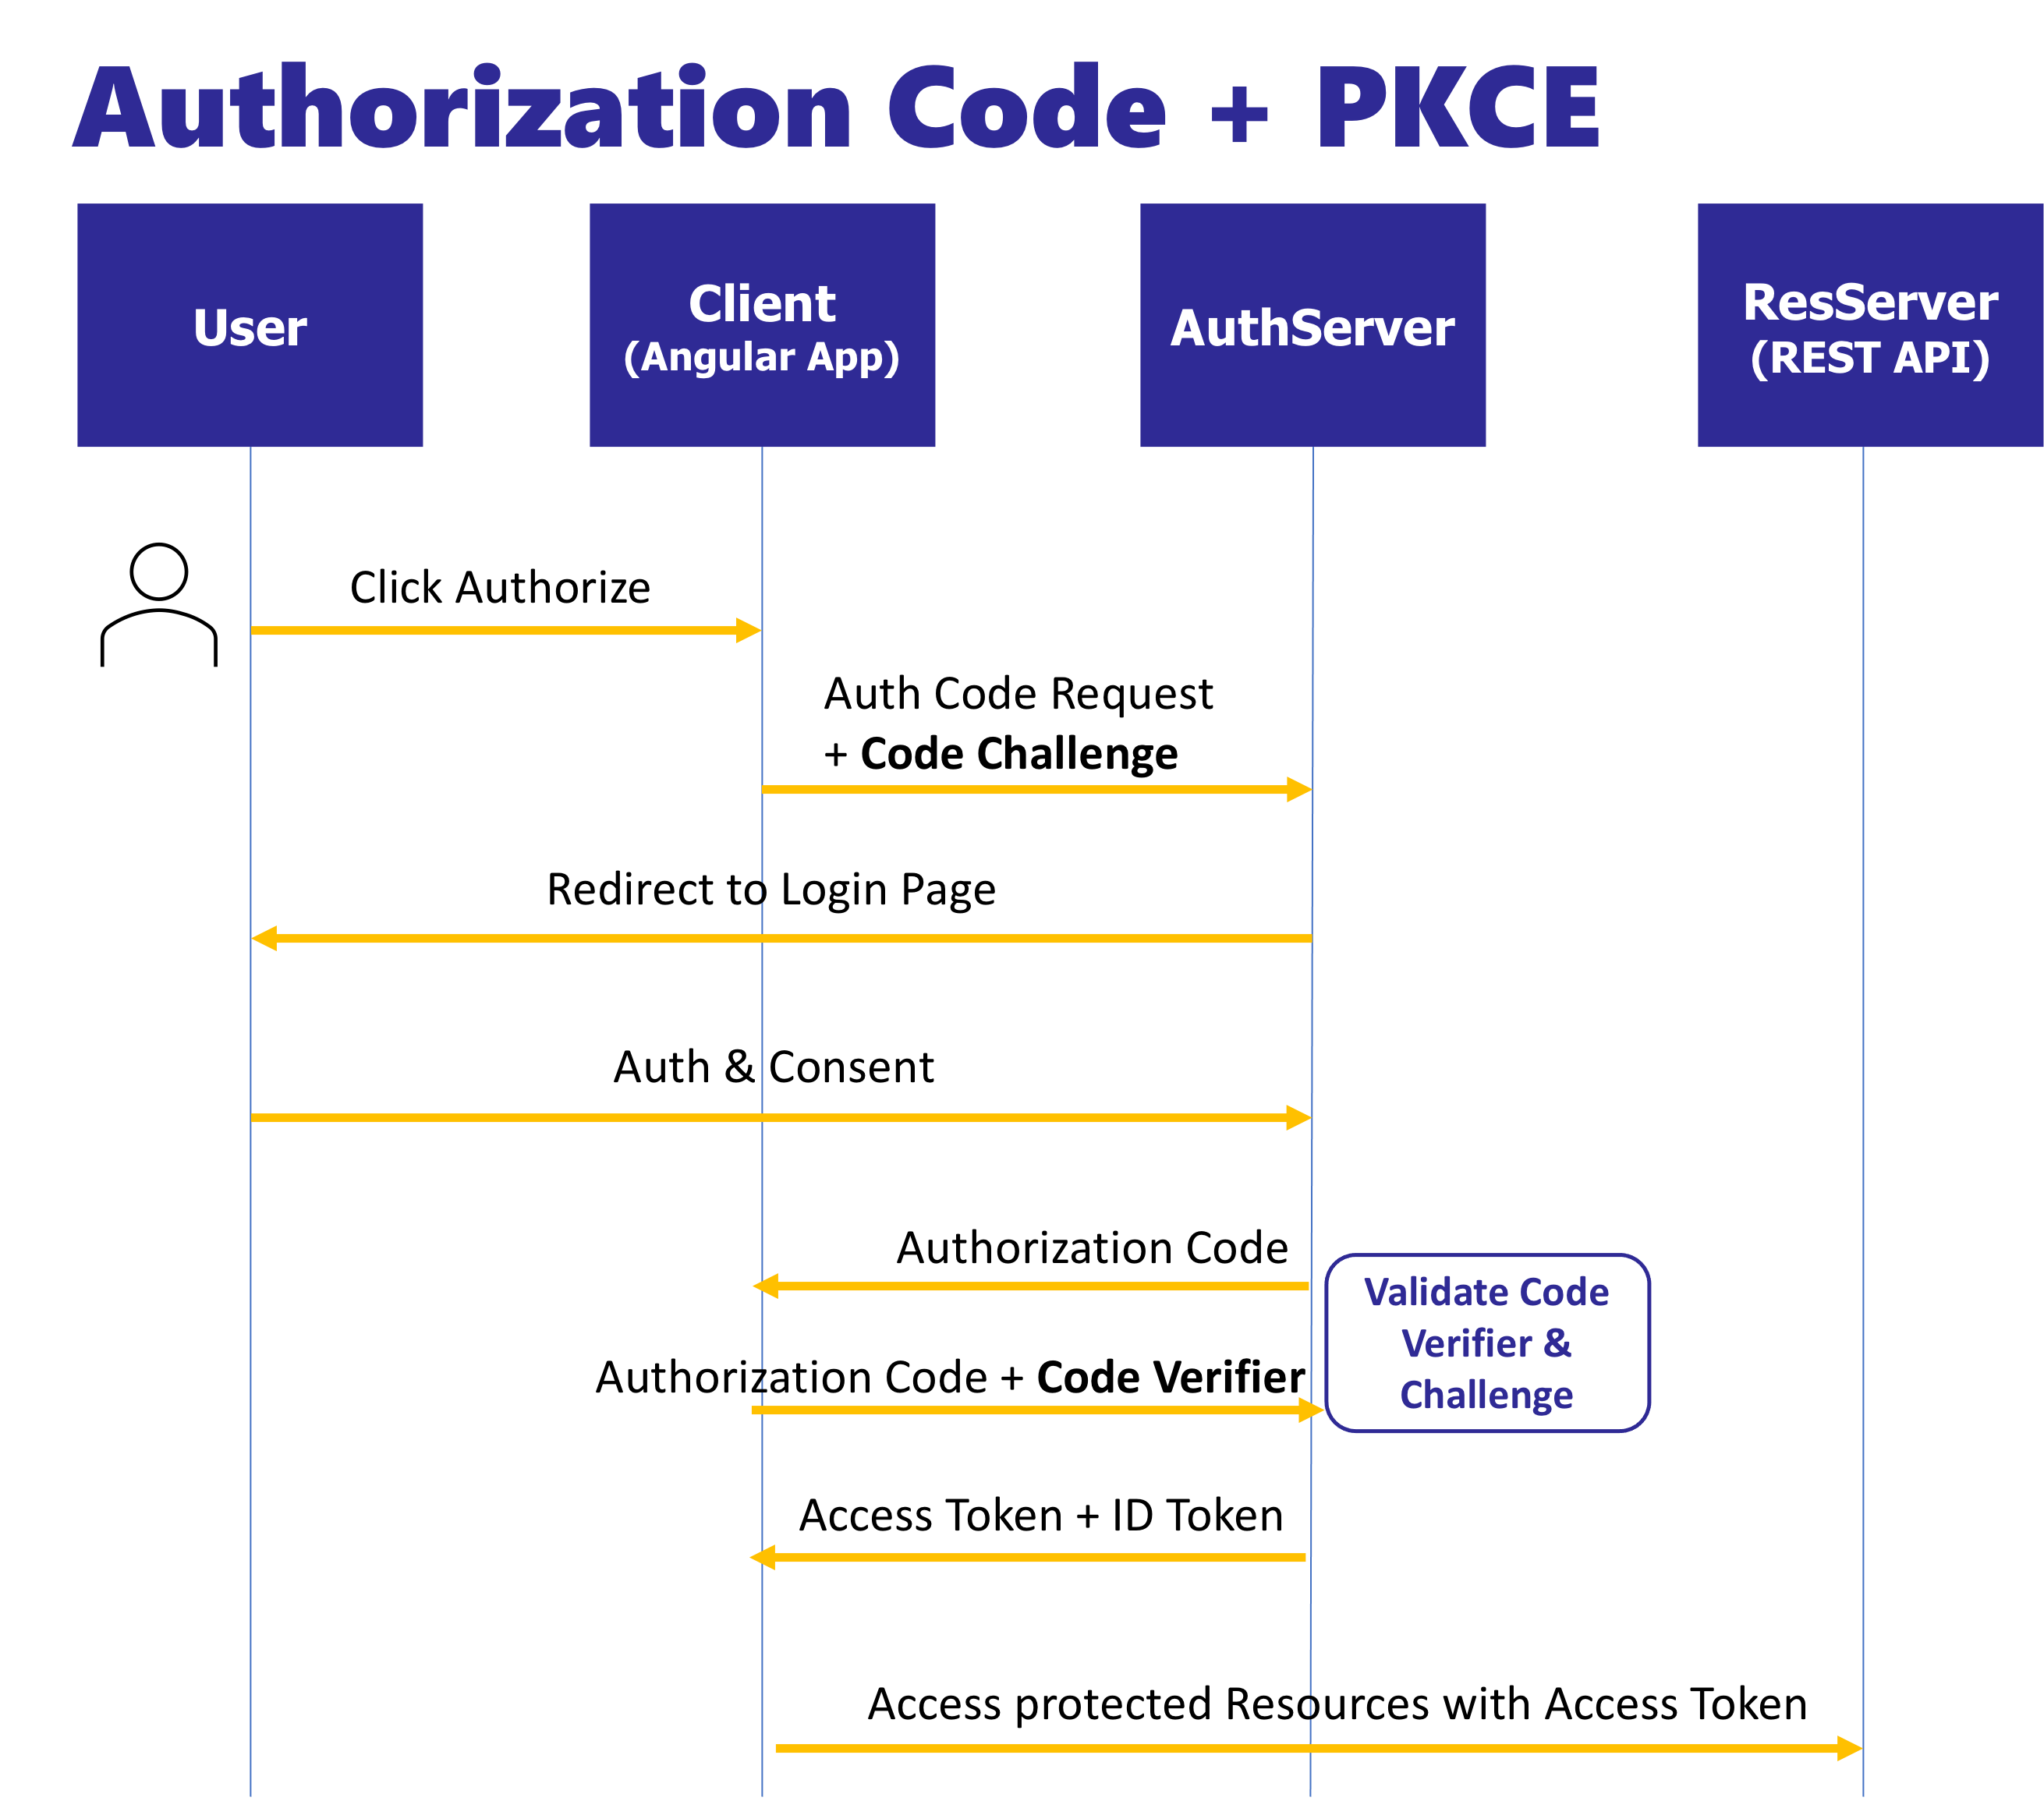 Authorization Code + PKCE
User
Client
(Angular App)
AuthServer
ResServer
(REST API)
Click Authorize
Auth Code Request
+ Code Challenge
Redirect to Login Page
Auth & Consent
Authorization Code
Validate Code
Verifier &
Challenge
Authorization Code + Code Verifier
Access Token + ID Token
Access protected Resources with Access Token